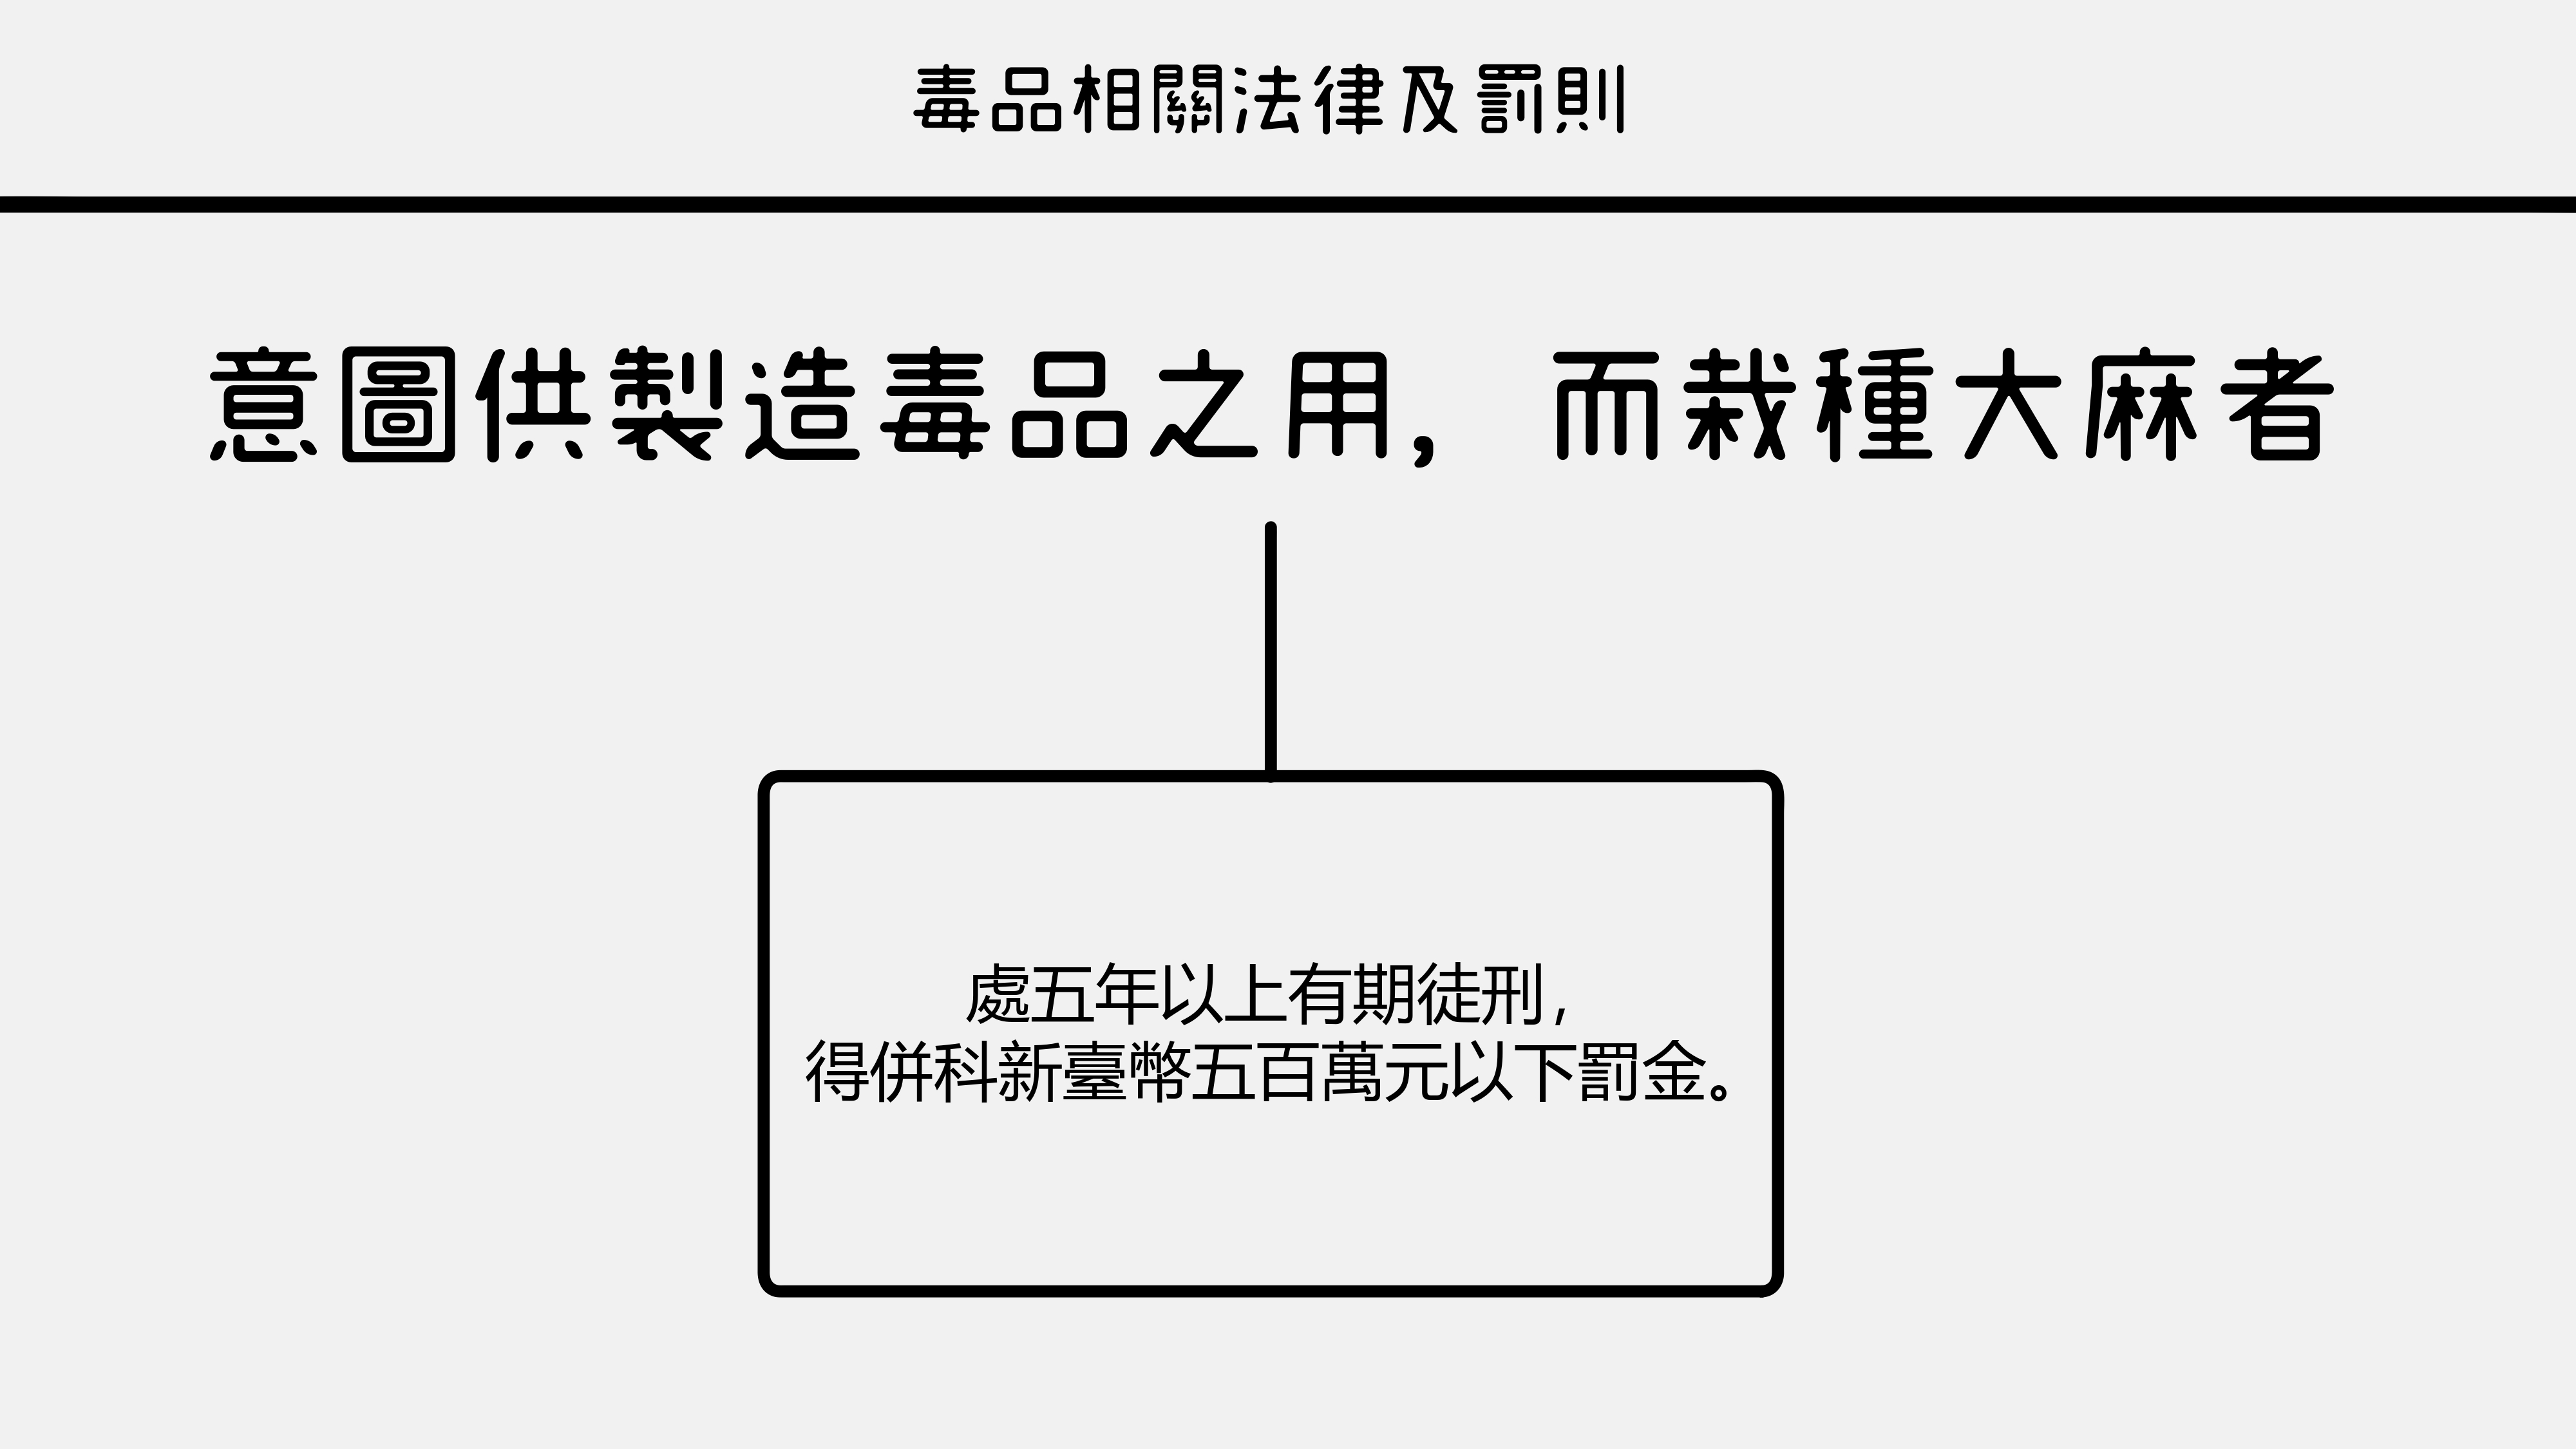 毒品相關法律及罰則
意圖供製造毒品之用，而栽種大麻者
處五年以上有期徒刑，
得併科新臺幣五百萬元以下罰金。